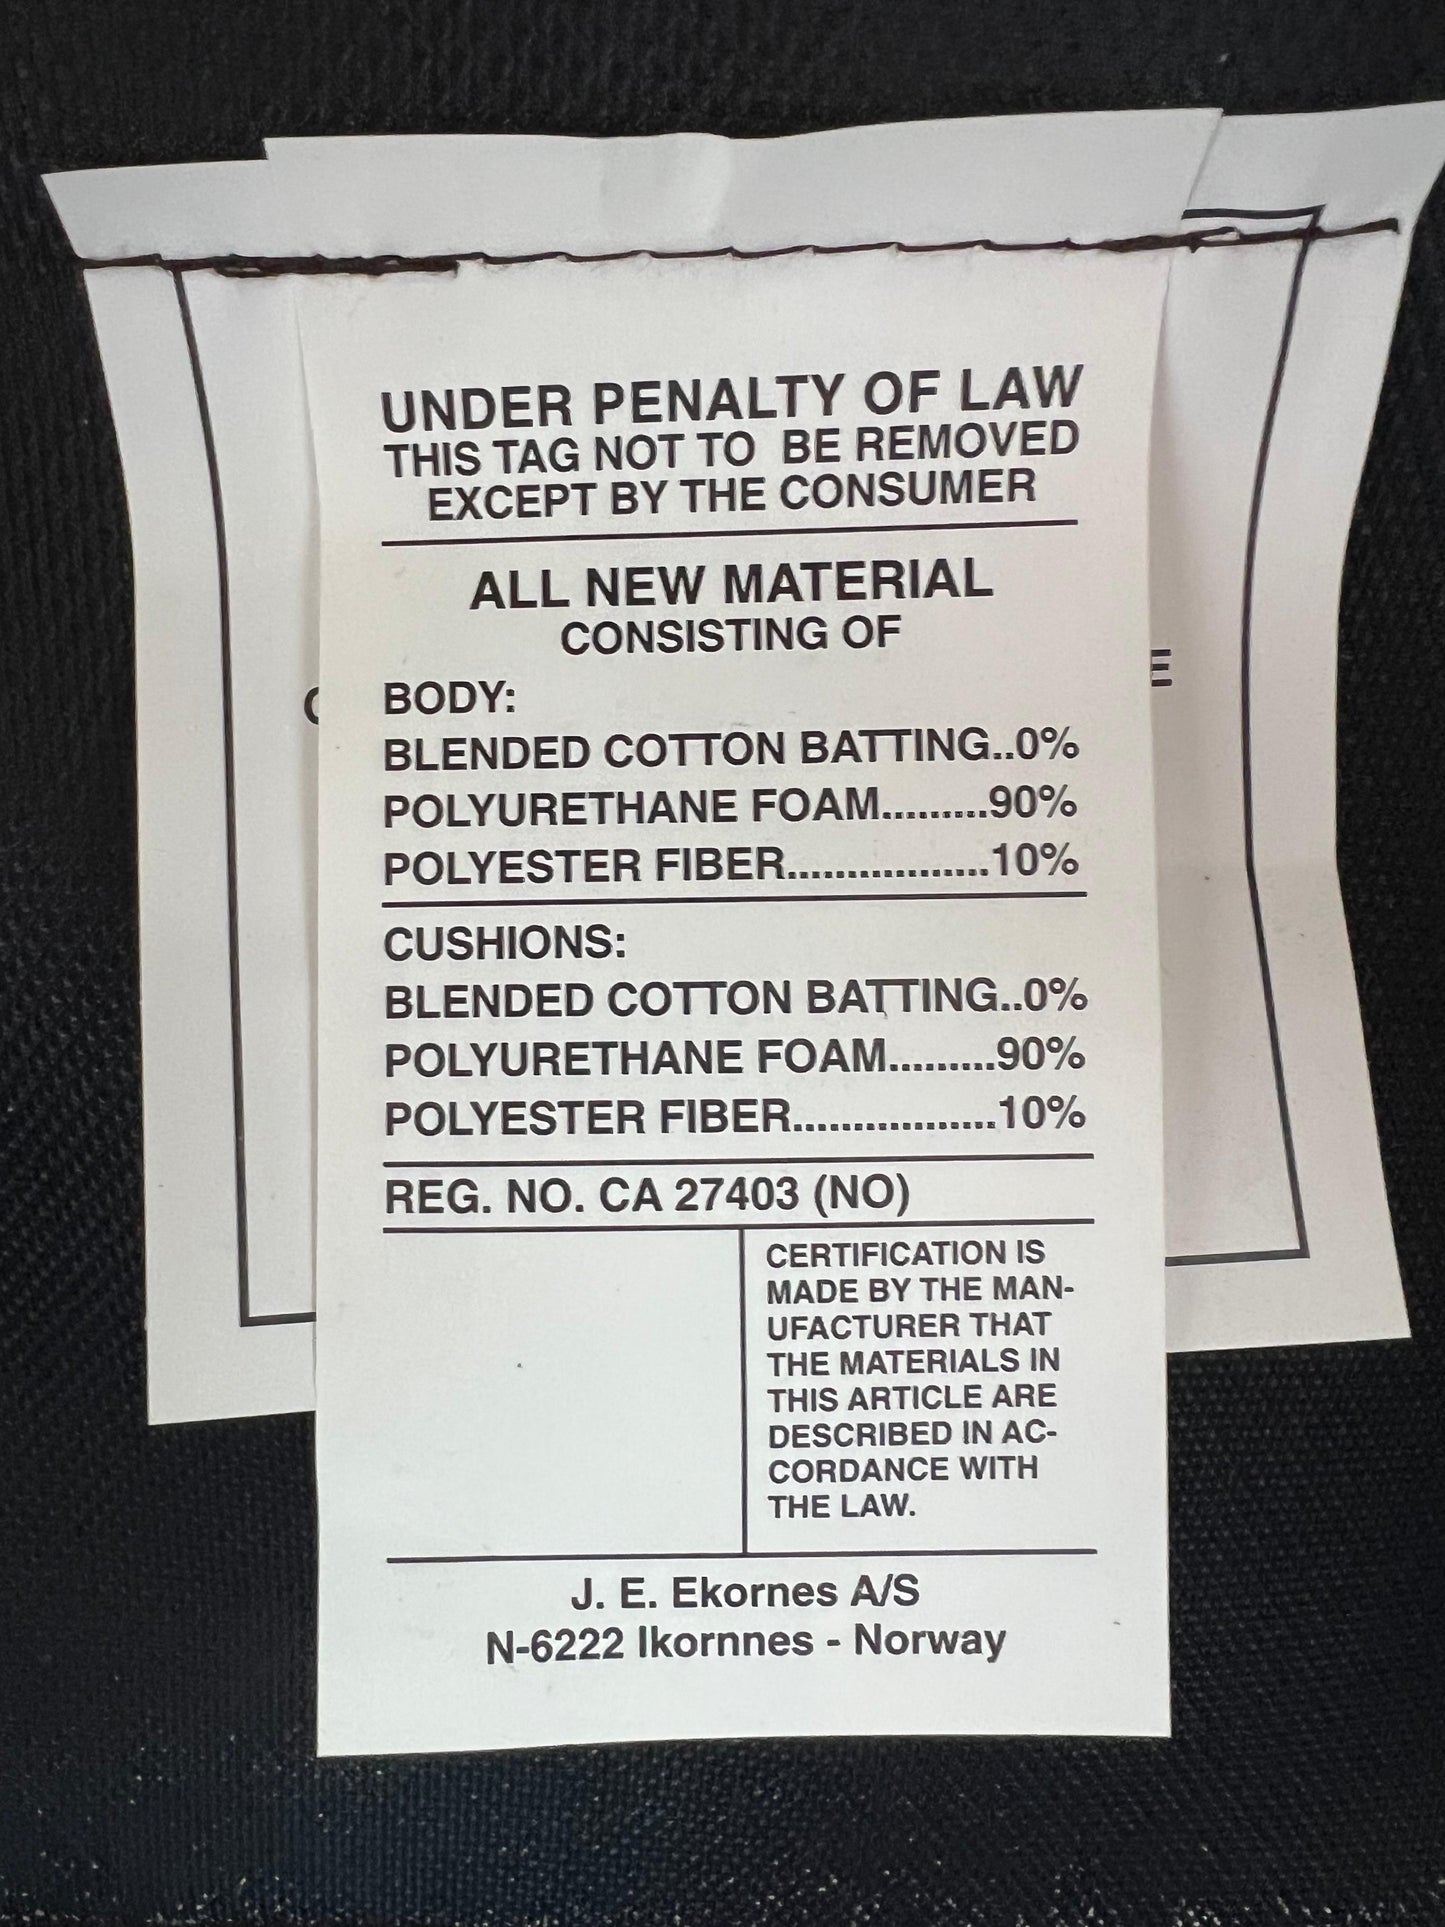 UNDER PENALTY OF LAW
THIS TAG NOT TO BE REMOVED
EXCEPT BY THE CONSUMER
ALL NEW MATERIAL
CONSISTING OF
BODY:
BLENDED COTTON BATTING..0%
POLYURETHANE FOAM.........90%
POLYESTER FIBER.................10%
CUSHIONS:
BLENDED COTTON BATTING..0%
POLYURETHANE FOAM.........90%
POLYESTER FIBER.................10%
REG. NO. CA 27403 (NO)
CERTIFICATION IS
MADE BY THE MAN-
UFACTURER THAT
THE MATERIALS IN
THIS ARTICLE ARE
DESCRIBED IN AC-
CORDANCE WITH
THE LAW.
J. E. Ekornes A/S
N-6222 Ikornnes - Norway